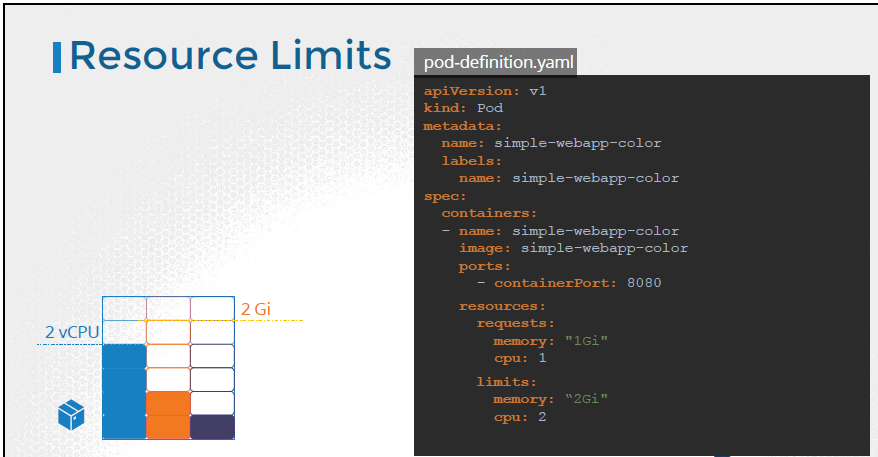 Resource Limits
pod-definition.yaml
apiVersion: v1
kind: Pod
metadata:
  name: simple-webapp-color
  labels:
    name: simple-webapp-color
spec:
  containers:
  - name: simple-webapp-color
    image: simple-webapp-color
    ports:
      - containerPort: 8080
    resources:
      requests:
        memory: "1Gi"
        cpu: 1
      limits:
        memory: “2Gi"
        cpu: 2
2 Gi
2 vCPU